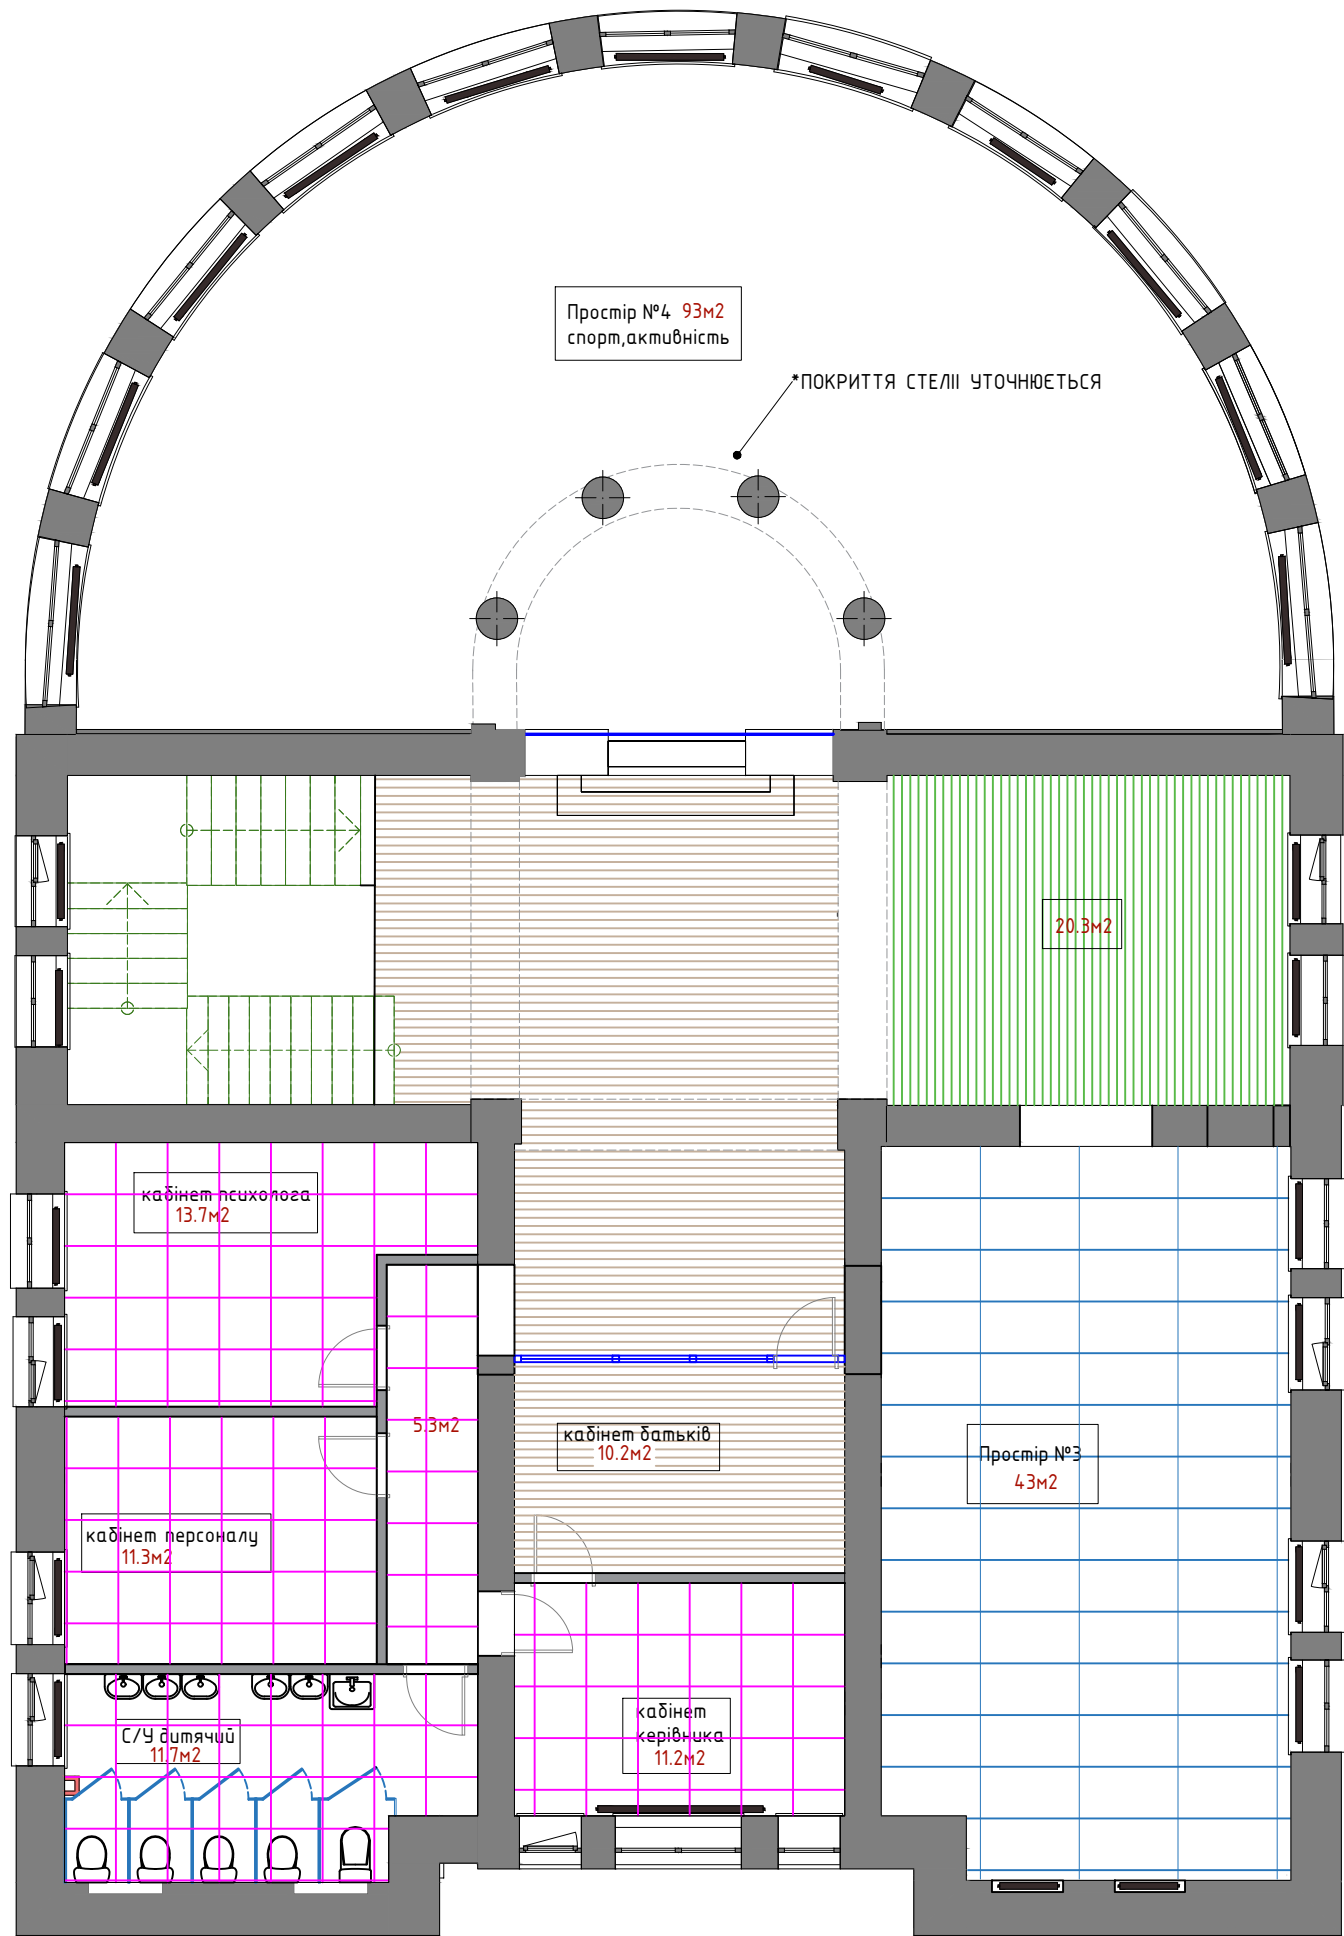 Простір №4 93м2
спорт,активність
*ПОКРИТТЯ СТЕЛІІ УТОЧНЮЄТЬСЯ
20.3м2
кабінет психолога
13.7м2
5.3м2
кабінет батьків
10.2м2
Простір №3
43м2
кабінет персоналу
11.3м2
С/У дитячий
11.7м2
кабінет
керівника
11.2м2